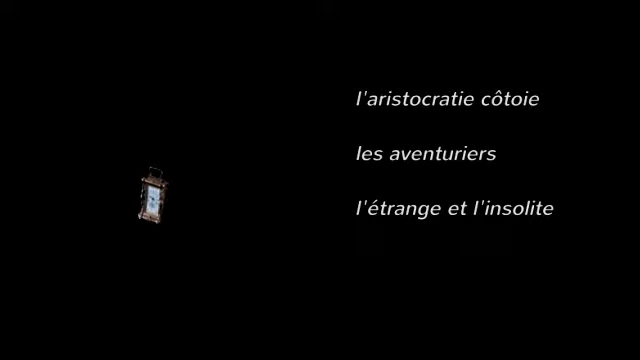 l'aristocratie côtoie
les aventuriers
l'étrange et l'insolite